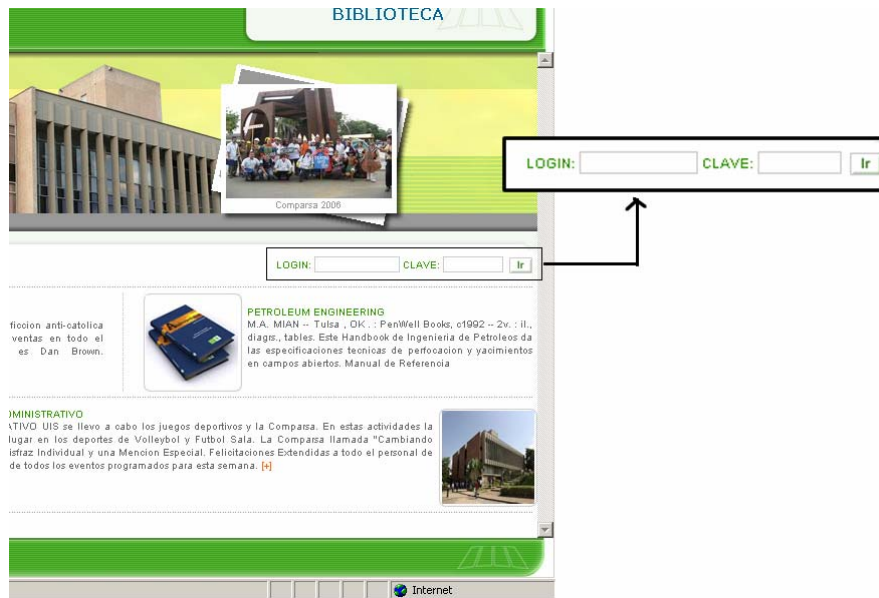 BIBLIOTECA
Comparsa 2006
LOGIN: CLAVE: Ir
LOGIN: CLAVE: Ir
ficcion anti-catolica
ventas en todo el
es Dan Brown.
PETROLEUM ENGINEERING
M.A. MIAN -- Tulsa , OK . : PenWell Books, c1992 -- 2v. : il.,
diagrs., tables. Este Handbook de Ingenieria de Petroleos da
las especificaciones tecnicas de perfocacion y yacimientos
en campos abiertos. Manual de Referencia
OMINISTRATIVO
ATIVO UIS se llevo a cabo los juegos deportivos y la Comparsa. En estas actividades la
lugar en los deportes de Volleybol y Futbol Sala. La Comparsa llamada "Cambiando
isfraz Individual y una Mencion Especial. Felicitaciones Extendidas a todo el personal de
de todos los eventos programados para esta semana. [+]
Internet